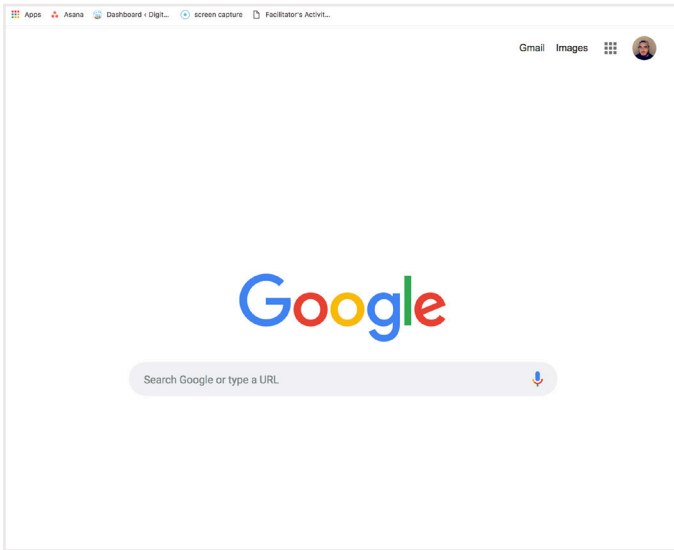 Apps Asana Dashboard ‹ Digit... screen capture Facilitator's Activit...
Gmail Images
Google
Search Google or type a URL